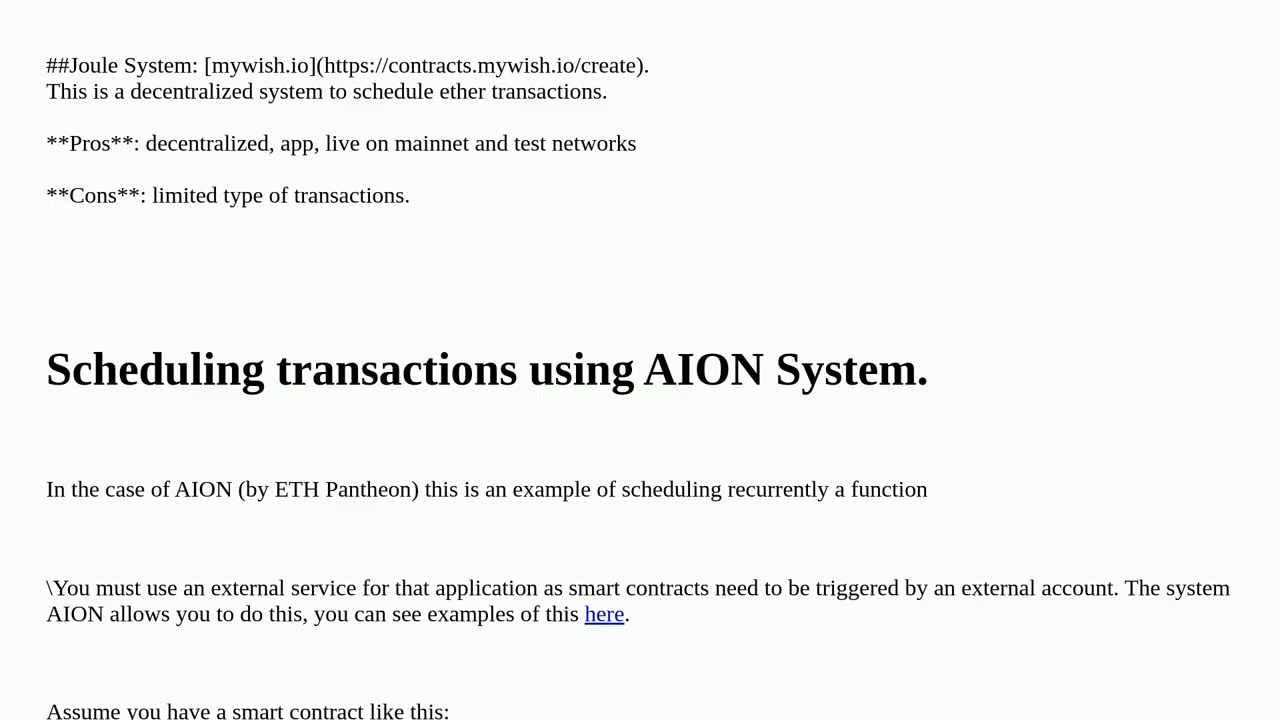 ##Joule System: [mywish.io](https://contracts.mywish.io/create).
This is a decentralized system to schedule ether transactions.
**Pros**: decentralized, app, live on mainnet and test networks
**Cons**: limited type of transactions.
Scheduling transactions using AION System.
In the case of AION (by ETH Pantheon) this is an example of scheduling recurrently a function
\You must use an external service for that application as smart contracts need to be triggered by an external account. The system
AION allows you to do this, you can see examples of this here.
Assume you have a smart contract like this: